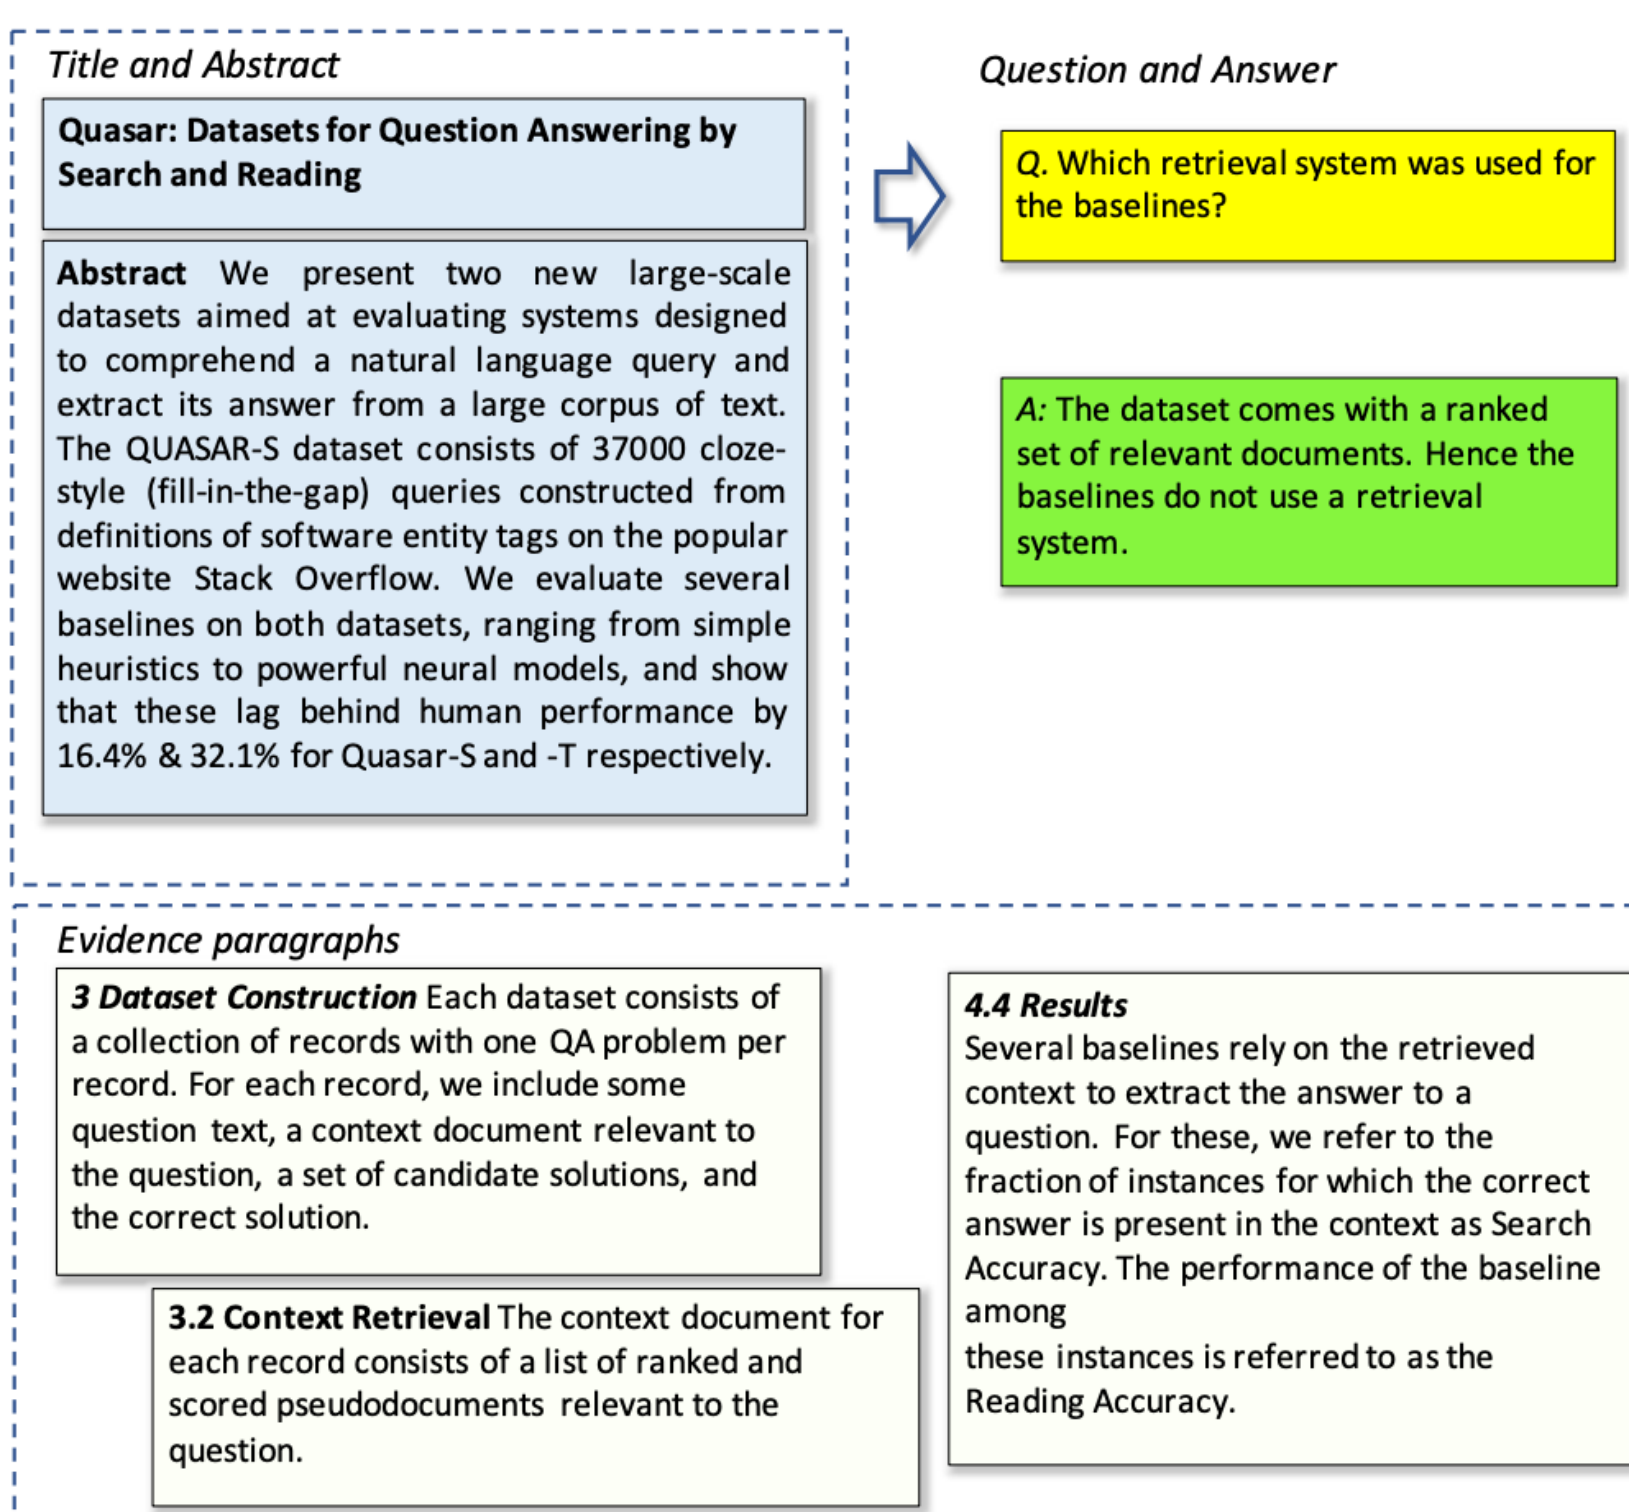 Title and Abstract
Quasar: Datasets for Question Answering by
Search and Reading
Abstract We present two new large-scale
datasets aimed at evaluating systems designed
to comprehend a natural language query and
extract its answer from a large corpus of text.
The QUASAR-S dataset consists of 37000 cloze-
style (fill-in-the-gap) queries constructed from
definitions of software entity tags on the popular
website Stack Overflow. We evaluate several
baselines on both datasets, ranging from simple
heuristics to powerful neural models, and show
that these lag behind human performance by
16.4% & 32.1% for Quasar-S and -T respectively.
Question and Answer
Q. Which retrieval system was used for
the baselines?
A: The dataset comes with a ranked
set of relevant documents. Hence the
baselines do not use a retrieval
system.
Evidence paragraphs
3 Dataset Construction Each dataset consists of
a collection of records with one QA problem per
record. For each record, we include some
question text, a context document relevant to
the question, a set of candidate solutions, and
the correct solution.
3.2 Context Retrieval The context document for
each record consists of a list of ranked and
scored pseudodocuments relevant to the
question.
4.4 Results
Several baselines rely on the retrieved
context to extract the answer to a
question. For these, we refer to the
fraction of instances for which the correct
answer is present in the context as Search
Accuracy. The performance of the baseline
among
these instances is referred to as the
Reading Accuracy.